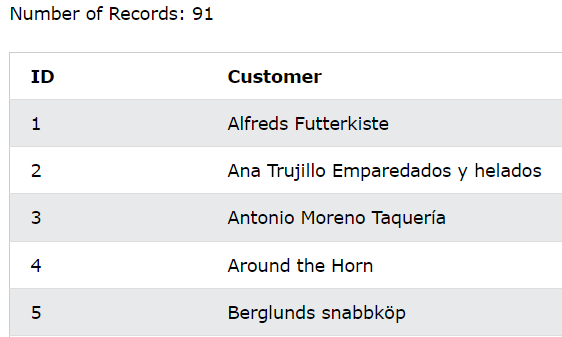 Number of Records: 91
ID Customer
1 Alfreds Futterkiste
2 Ana Trujillo Emparedados y helados
3 Antonio Moreno Taquería
4 Around the Horn
5 Berglunds snabbköp